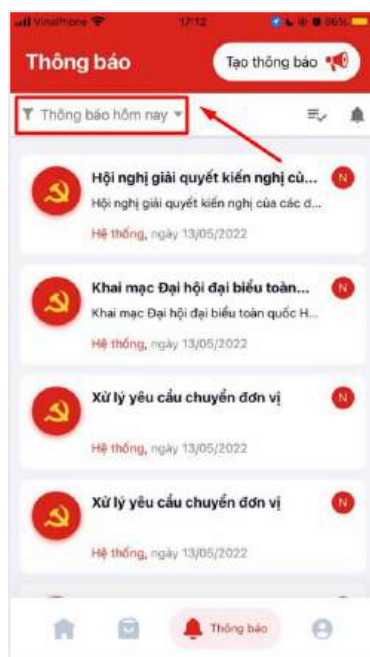 VinaPhone 17:12 86%
Thông báo
Tạo thông báo
Thông báo hôm nay
Hội nghị giải quyết kiến nghị củ...
N
Hội nghị giải quyết kiến nghị của các đ...
Hệ thống, ngày 13/05/2022
Khai mạc Đại hội đại biểu toàn...
N
Khai mạc Đại hội đại biểu toàn quốc H...
Hệ thống, ngày 13/05/2022
Xử lý yêu cầu chuyển đơn vị
N
Hệ thống, ngày 13/05/2022
Xử lý yêu cầu chuyển đơn vị
N
Hệ thống, ngày 13/05/2022
Thông báo